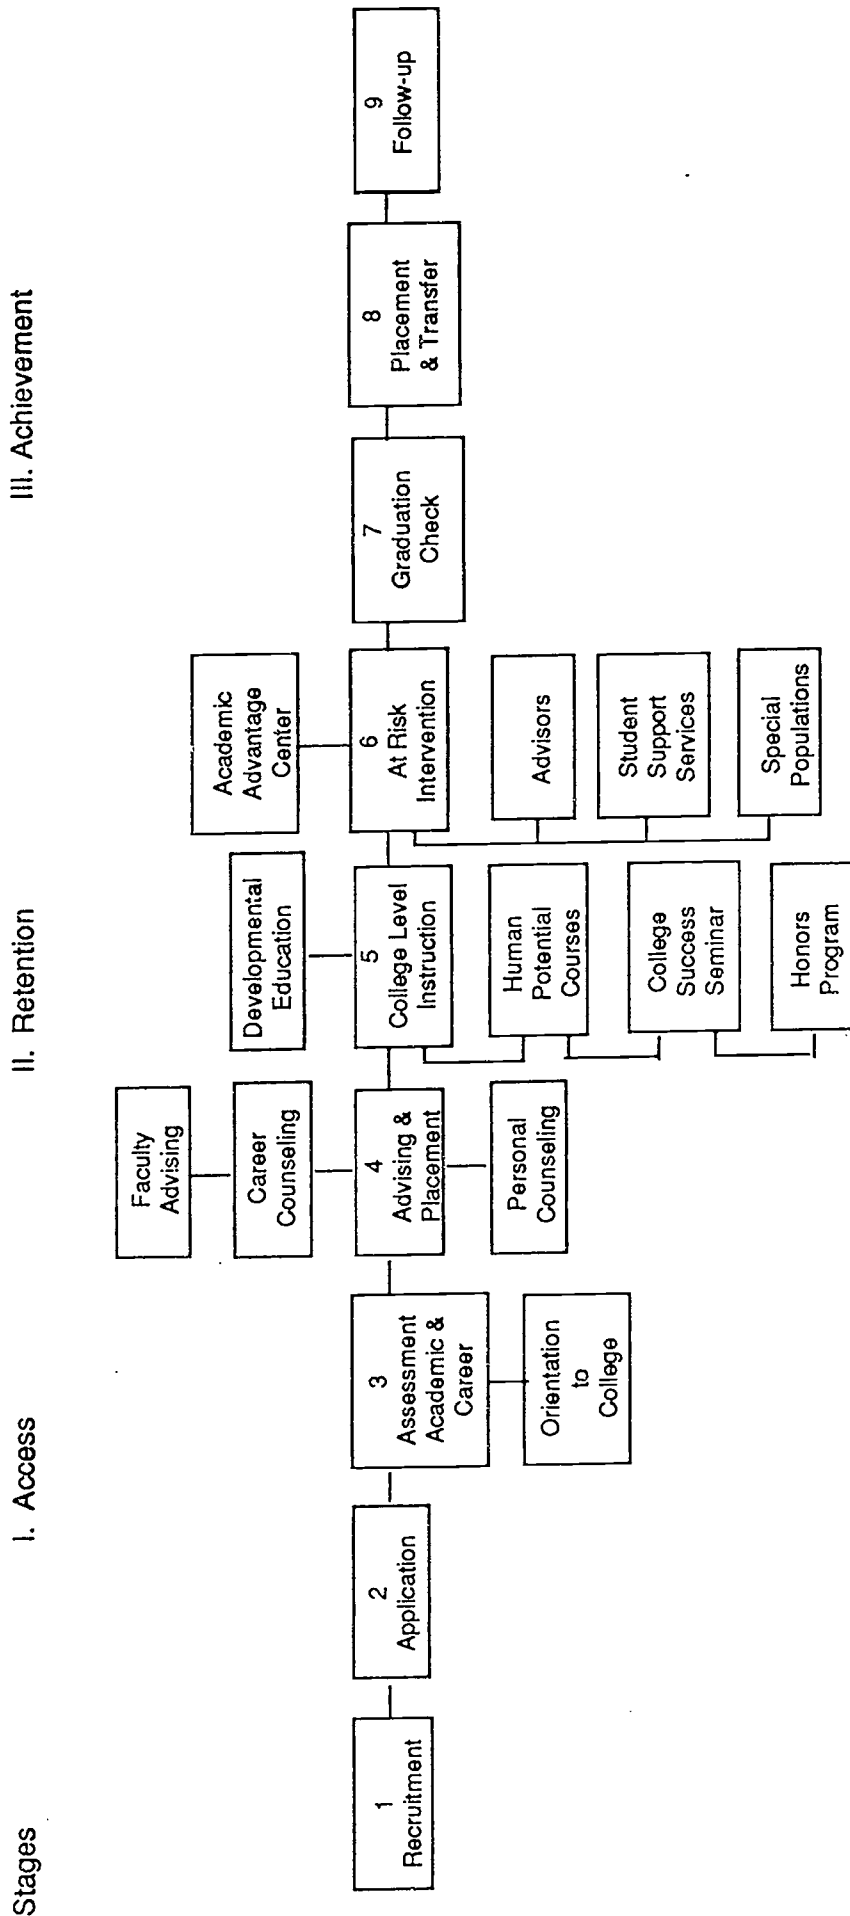 Stages
I. Access
II. Retention
III. Achievement
1
Recruitment
2
Application
3
Assessment
Academic &
Career
Orientation
to
College
Faculty
Advising
Career
Counseling
4
Advising &
Placement
Personal
Counseling
Developmental
Education
5
College Level
Instruction
Human
Potential
Courses
College
Success
Seminar
Honors
Program
Academic
Advantage
Center
6
At Risk
Intervention
Advisors
Student
Support
Services
Special
Populations
7
Graduation
Check
8
Placement
& Transfer
9
Follow-up